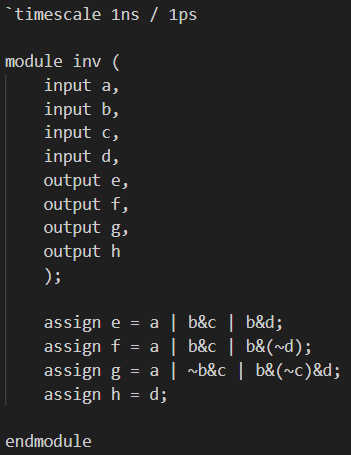 `timescale 1ns / 1ps
module inv (
input a,
input b,
input c,
input d,
output e,
output f,
output g,
output h
);
assign e = a | b&c | b&d;
assign f = a | b&c | b&(~d);
assign g = a | ~b&c | b&(~c)&d;
assign h = d;
endmodule